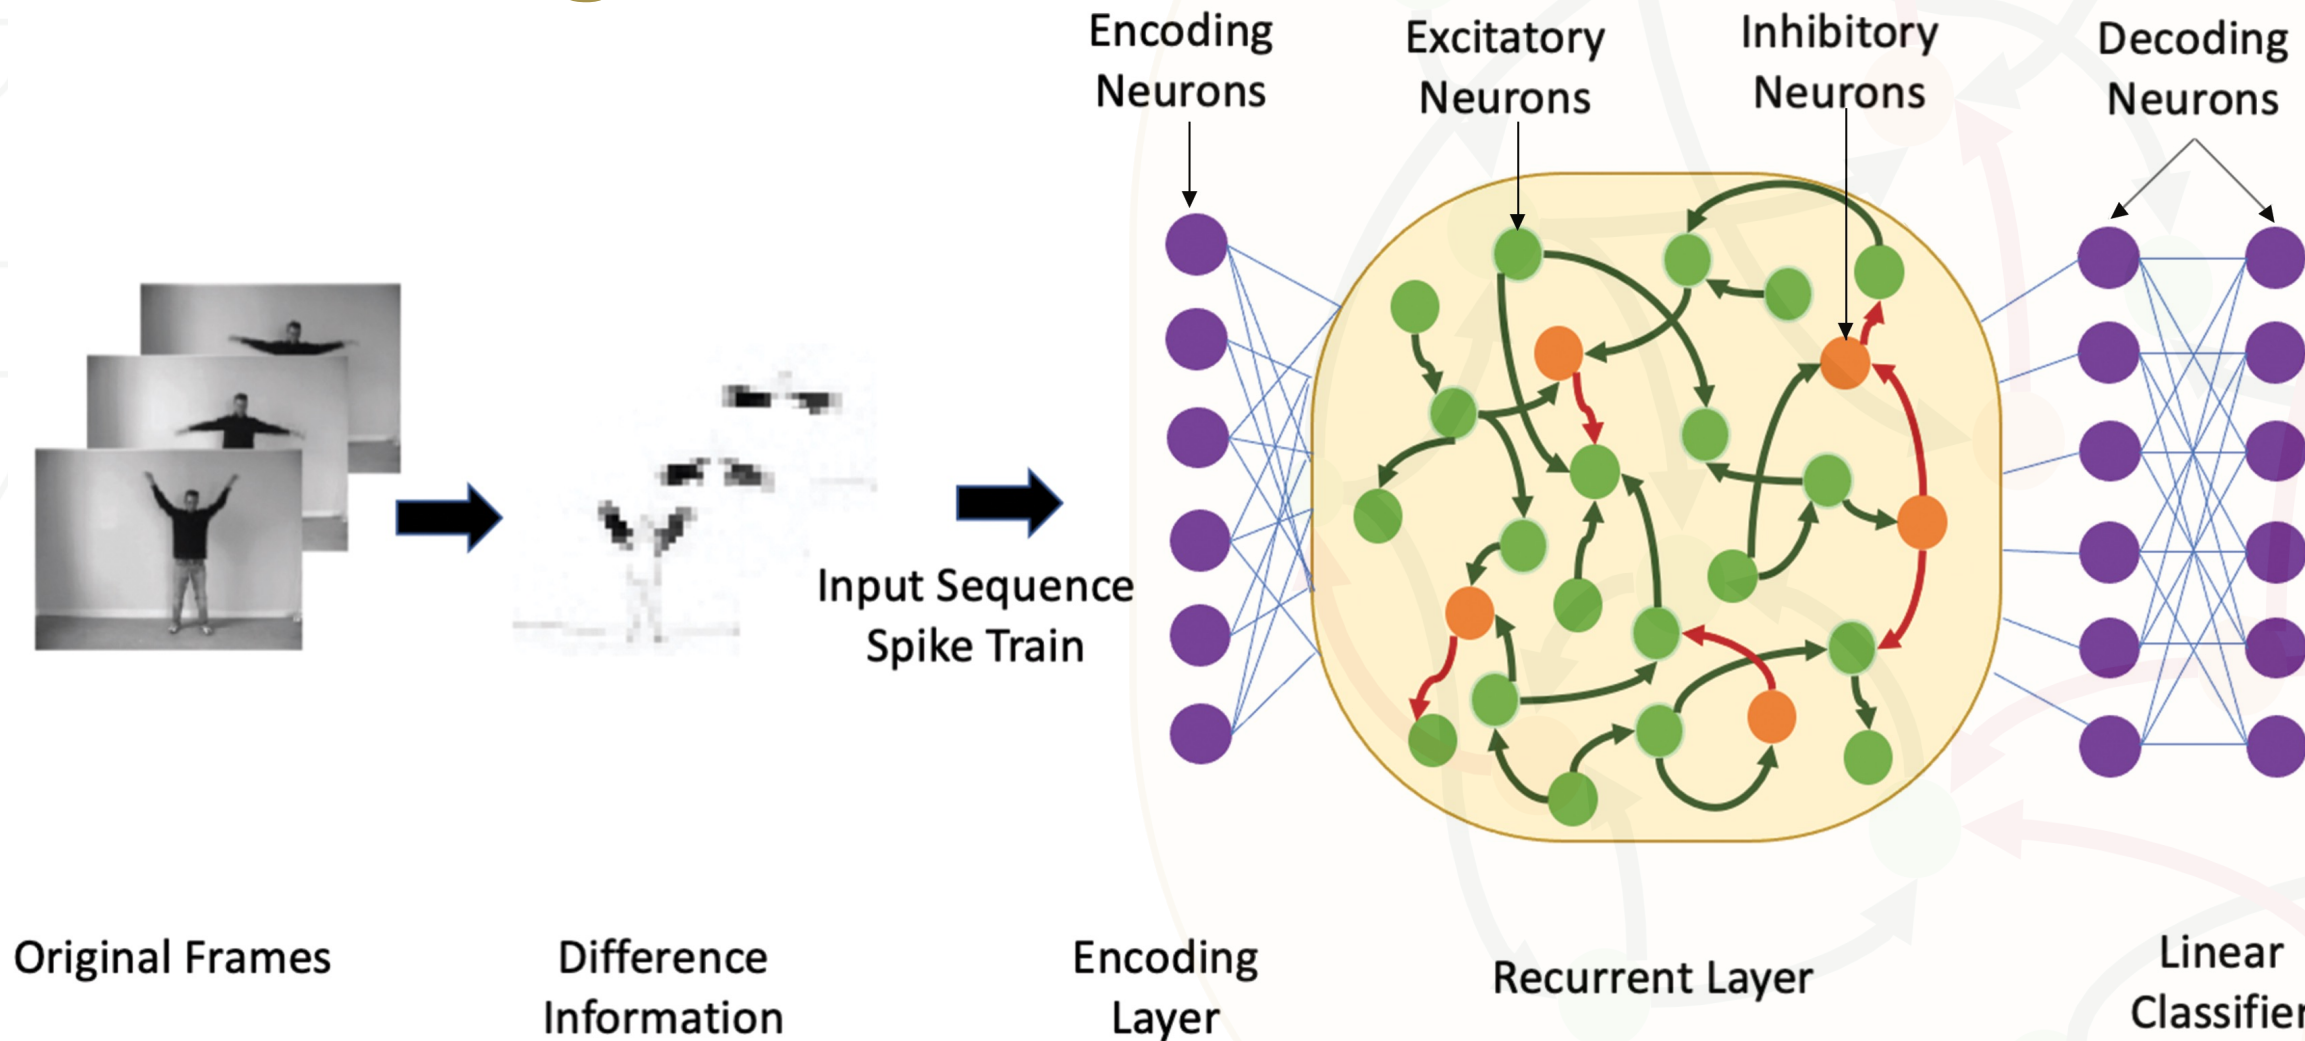 Encoding
Neurons
Excitatory
Neurons
Inhibitory
Neurons
Decoding
Neurons
Input Sequence
Spike Train
Original Frames
Difference
Information
Encoding
Layer
Recurrent Layer
Linear
Classifier